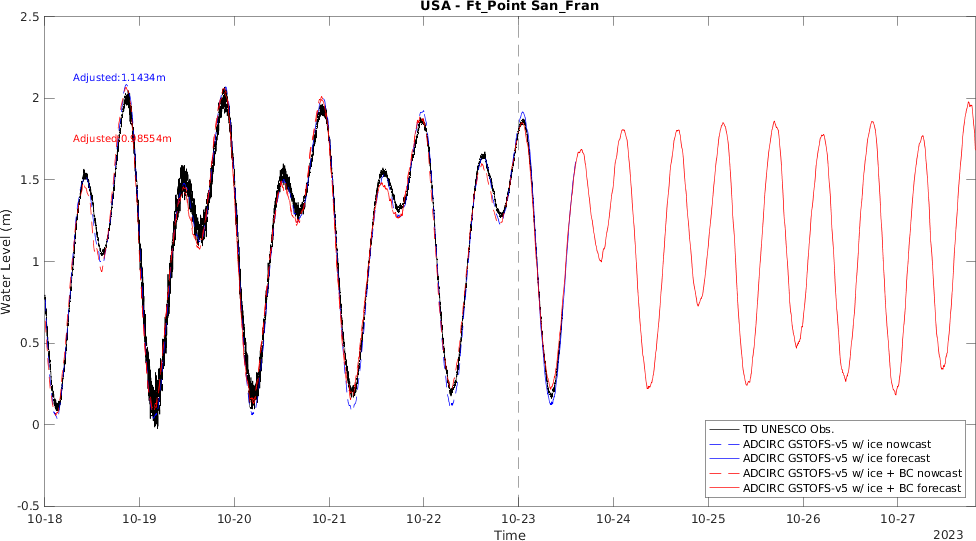 USA - Ft_Point San_Fran
Water Level (m)
2.5
2
1.5
1
0.5
0
-0.5
Adjusted:1.1434m
Adjusted:0.98554m
TD UNESCO Obs.
ADCIRC GSTOFS-v5 w/ ice nowcast
ADCIRC GSTOFS-v5 w/ ice forecast
ADCIRC GSTOFS-v5 w/ ice + BC nowcast
ADCIRC GSTOFS-v5 w/ ice + BC forecast
10-18 10-19 10-20 10-21 10-22 10-23 10-24 10-25 10-26 10-27
Time
2023